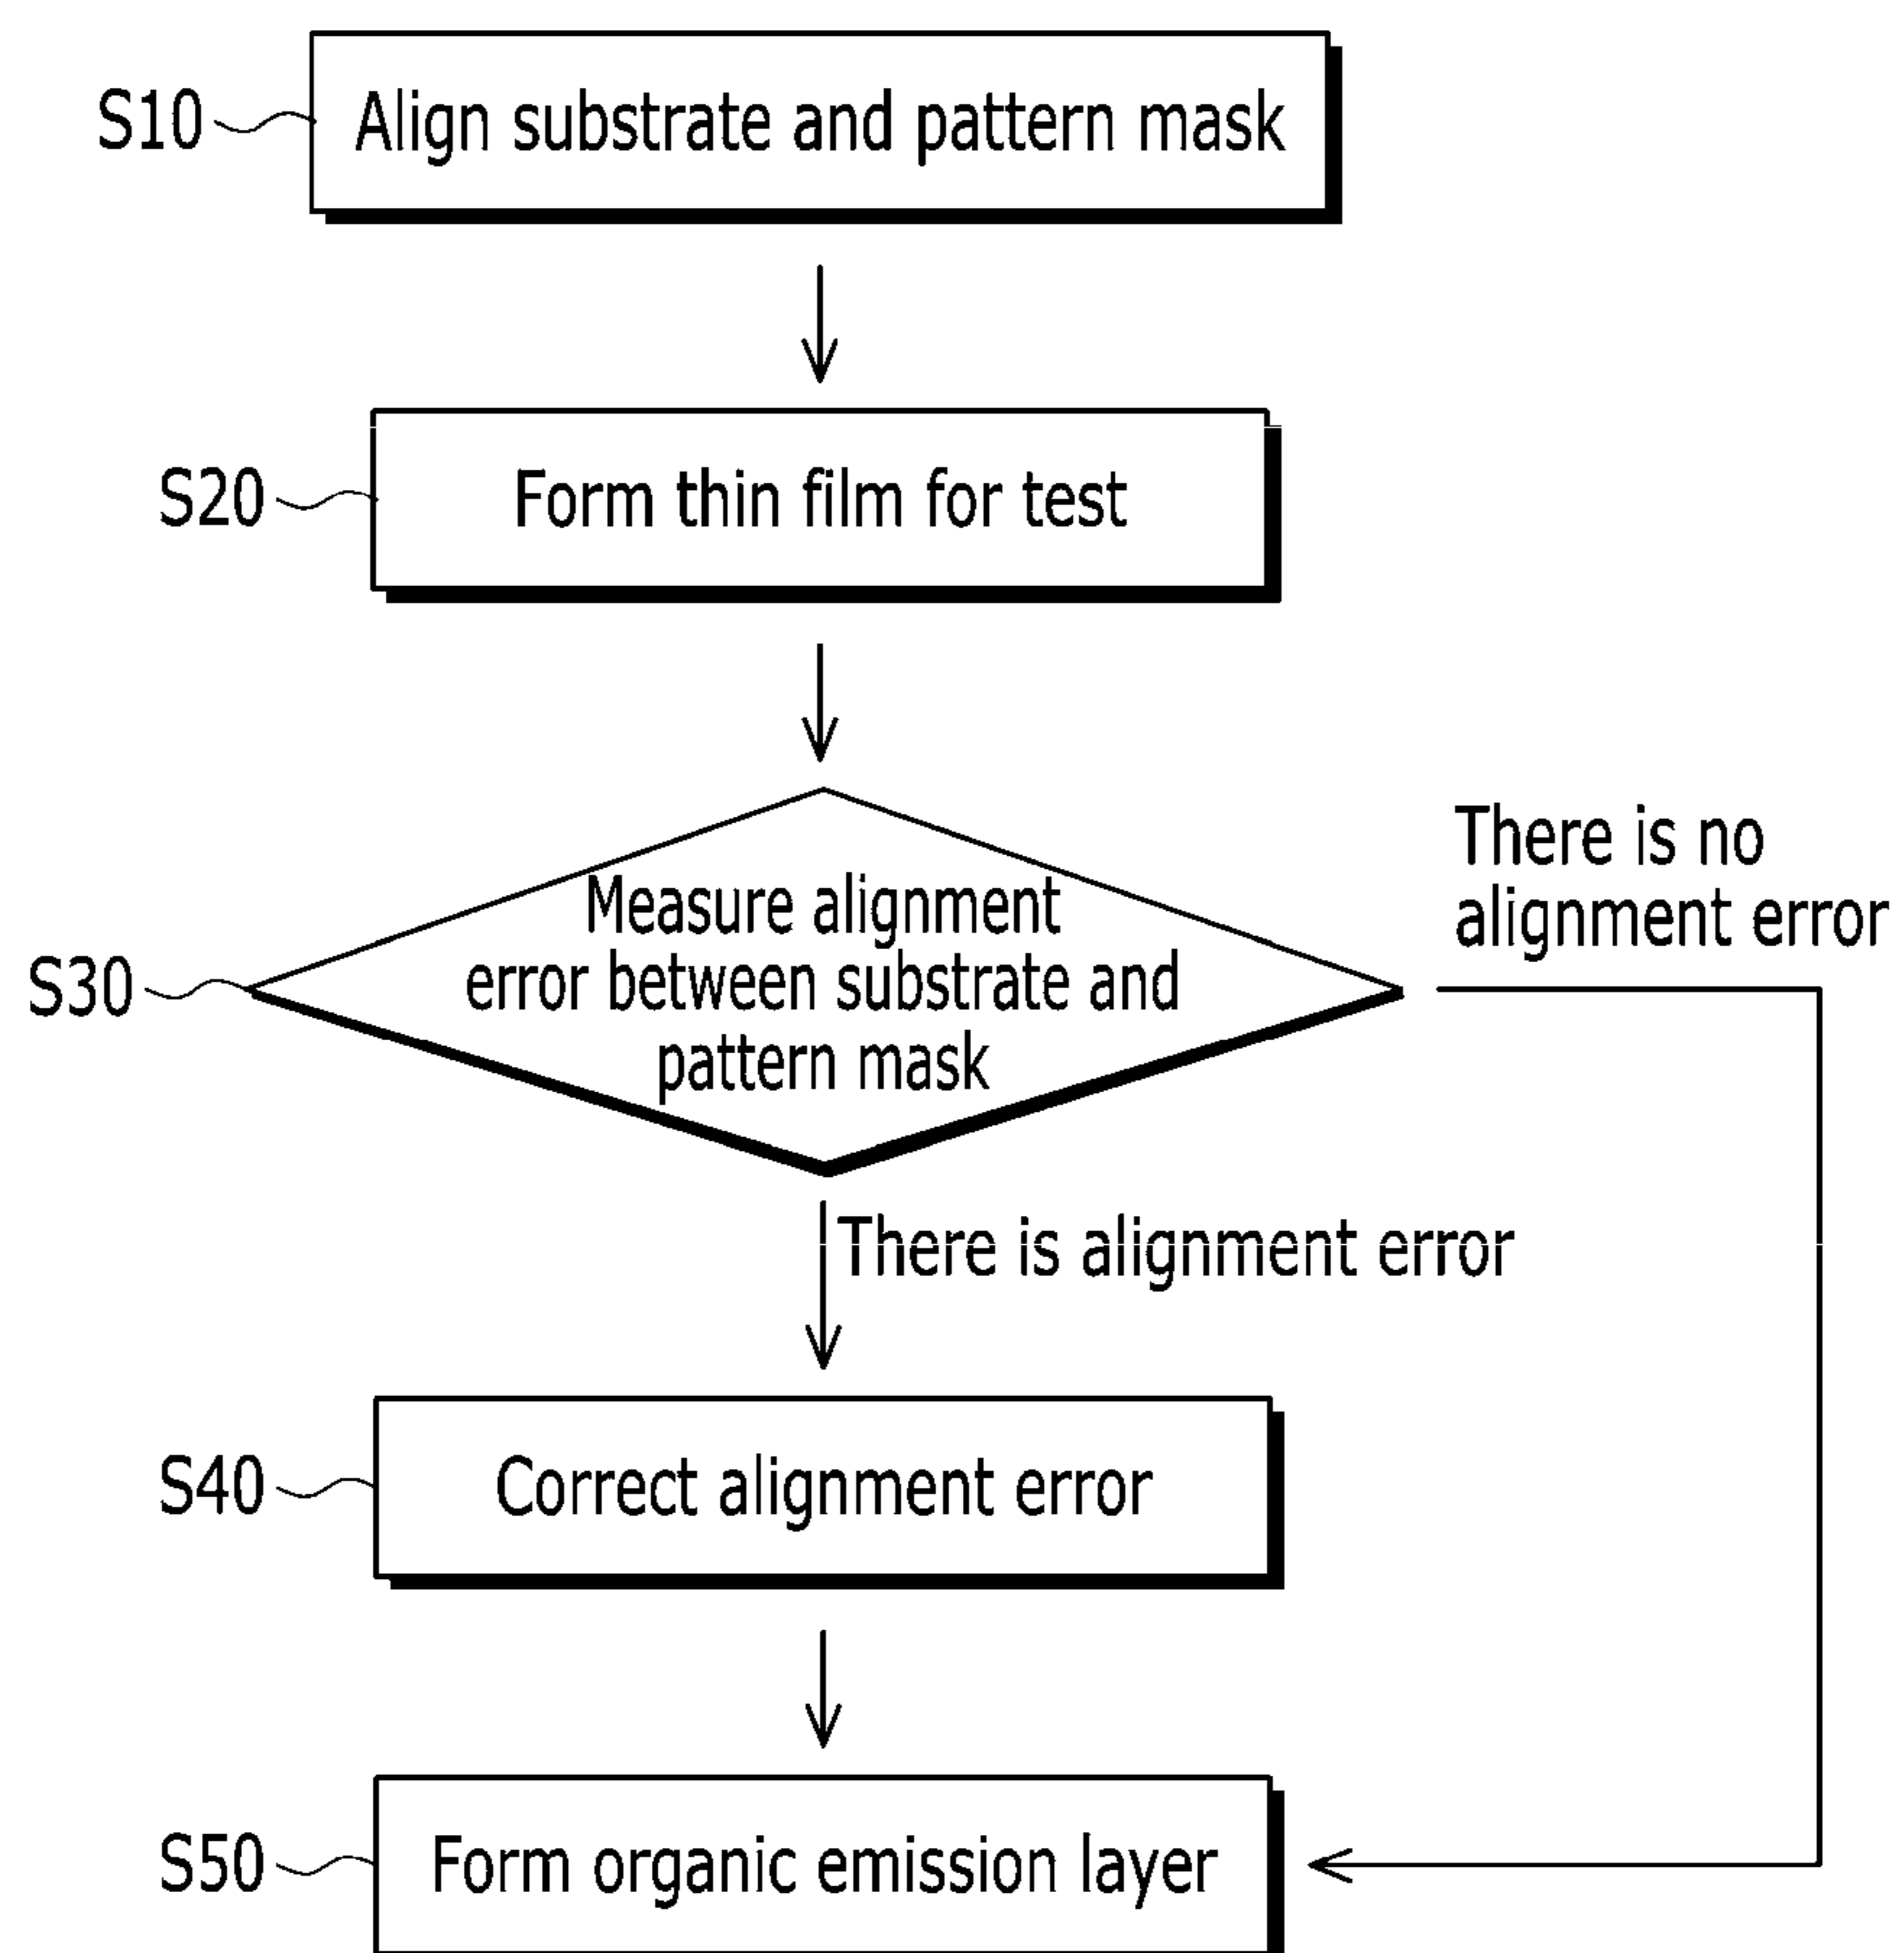 S10
Align substrate and pattern mask
S20
Form thin film for test
There is no
alignment error
Measure alignment
error between substrate and
pattern mask
S30
There is alignment error
S40
Correct alignment error
S50
Form organic emission layer